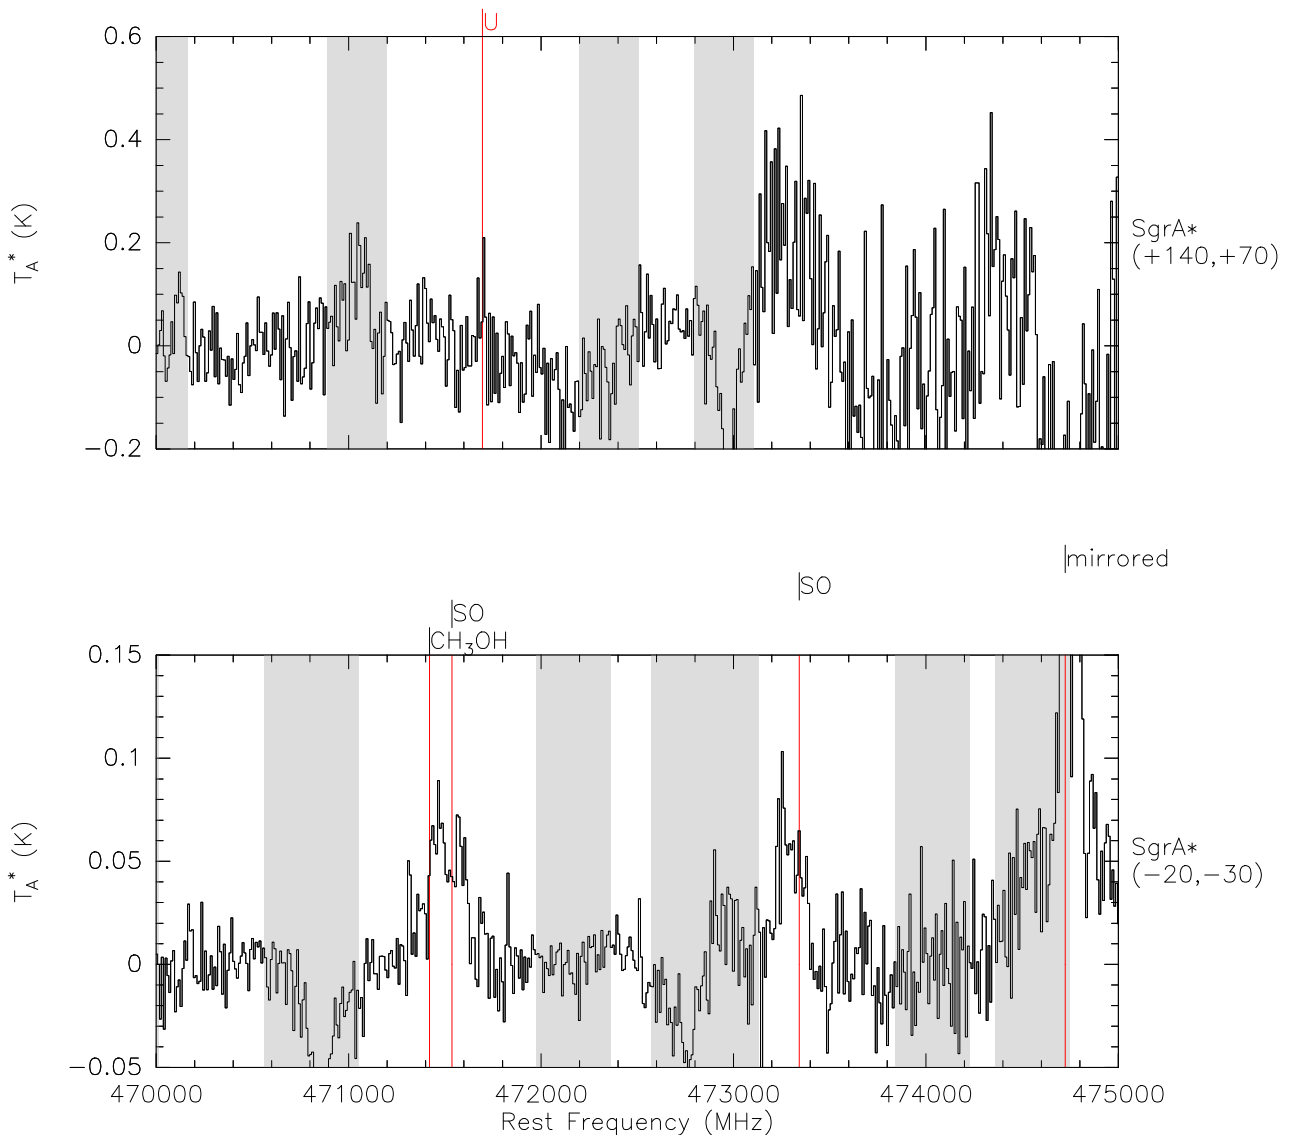 U
0.6
0.4
0.2
0
−0.2
T_A^* (K)
SgrA*
(+140,+70)
mirrored
SO
SO
CH₃OH
0.15
0.1
0.05
0
−0.05
T_A^* (K)
SgrA*
(−20,−30)
470000 471000 472000 473000 474000 475000
Rest Frequency (MHz)